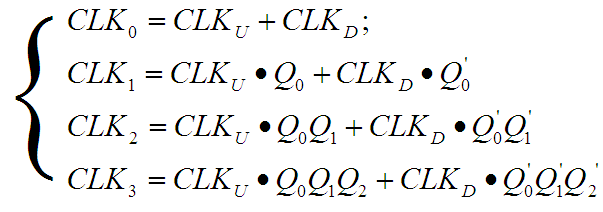 CLK₀ = CLK_U + CLK_D;
CLK₁ = CLK_U • Q₀ + CLK_D • Q₀'
CLK₂ = CLK_U • Q₀Q₁ + CLK_D • Q₀'Q₁'
CLK₃ = CLK_U • Q₀Q₁Q₂ + CLK_D • Q₀'Q₁'Q₂'